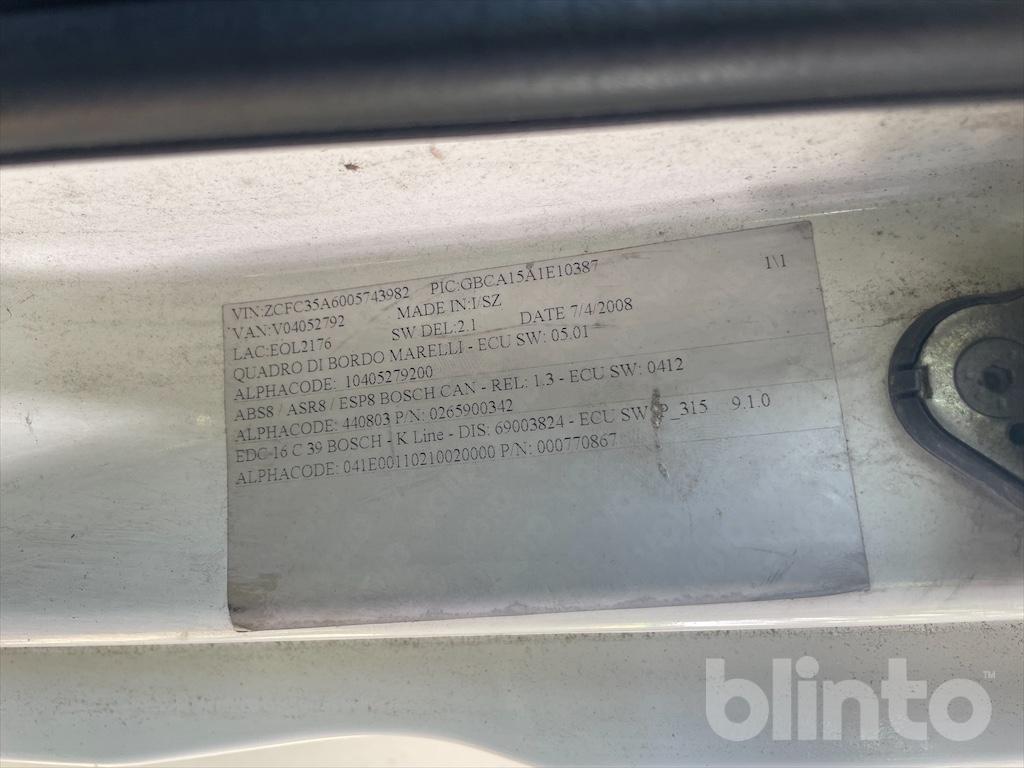 VIN:ZCFC35A6005743982 PIC:GBCA15A1E10387 1\1
VAN:V04052792 MADE IN:I/SZ
LAC:EOL2176 SW DEL:2.1 DATE 7/4/2008
QUADRO DI BORDO MARELLI - ECU SW: 05.01
ALPHACODE: 10405279200
ABS8 / ASR8 / ESP8 BOSCH CAN - REL: 1.3 - ECU SW: 0412
ALPHACODE: 440803 P/N: 0265900342
EDC 16 C 39 BOSCH - K Line - DIS: 69003824 - ECU SW: P_315 9.1.0
ALPHACODE: 041E00110210020000 P/N: 000770867
blinto™